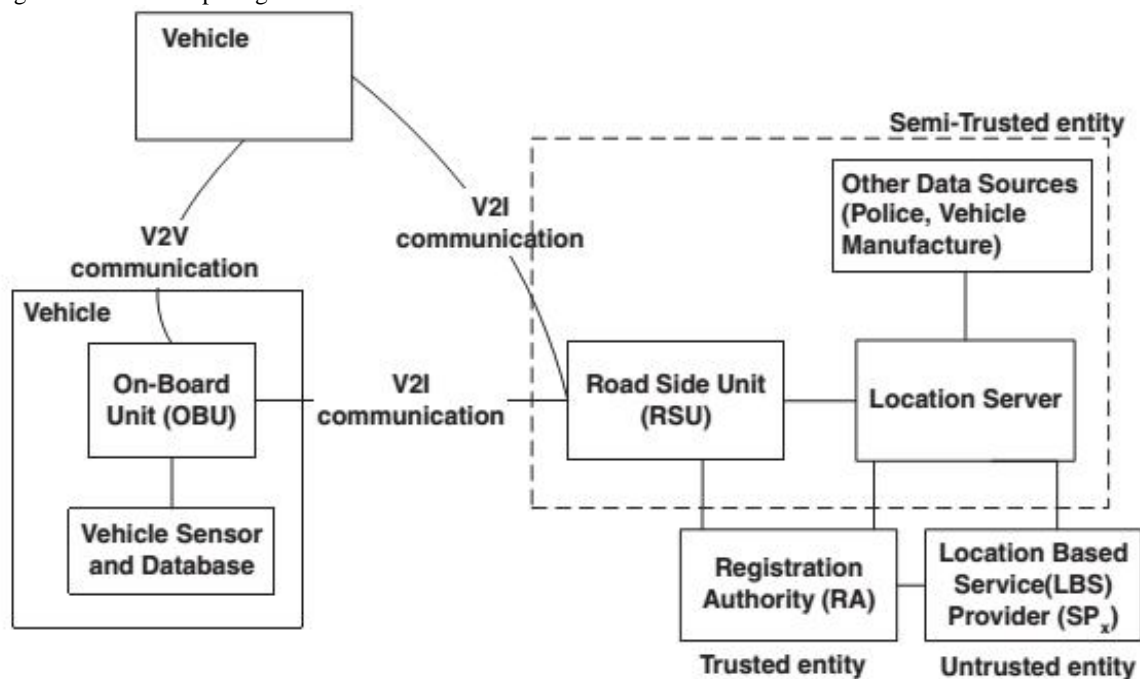 Vehicle
Semi-Trusted entity
Other Data Sources
(Police, Vehicle
Manufacture)
V2I
communication
V2V
communication
Vehicle
On-Board
Unit (OBU)
V2I
communication
Road Side Unit
(RSU)
Location Server
Vehicle Sensor
and Database
Registration
Authority (RA)
Location Based
Service(LBS)
Provider (SPx)
Trusted entity
Untrusted entity